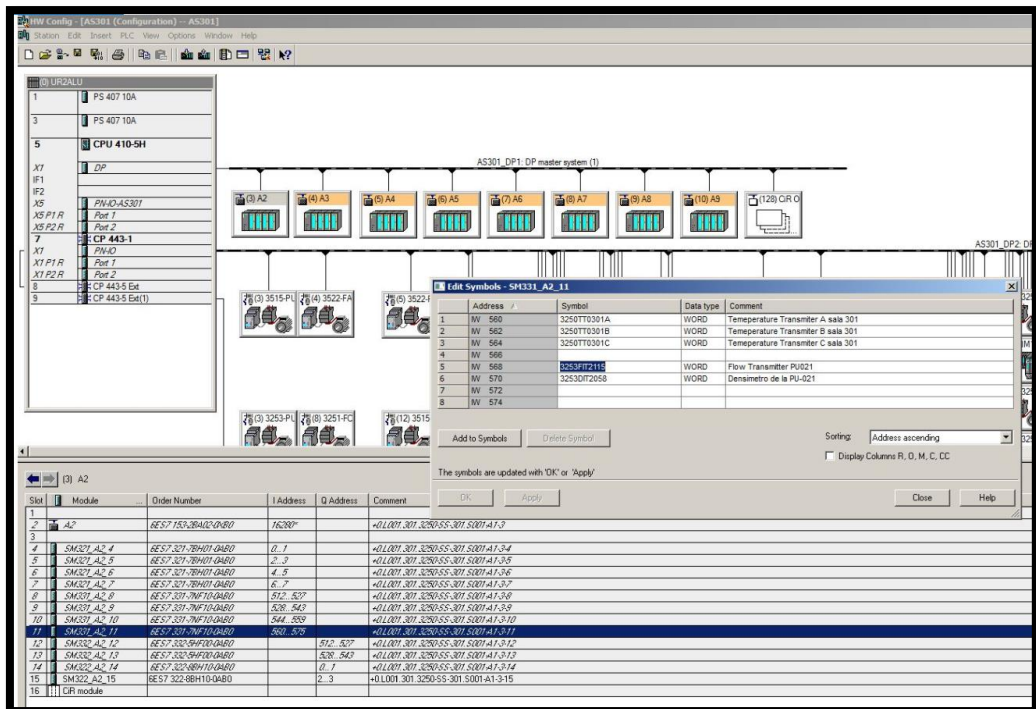 HW Config - [AS301 (Configuration) -- AS301]
Station Edit Insert PLC View Options Window Help
(0) UR2ALU
1 PS 407 10A
3 PS 407 10A
5 CPU 410-5H
X1 DP
IF1
IF2
X5 PN-IO-AS301
X5 P1 R Port 1
X5 P2 R Port 2
7 CP 443-1
X1 PN-IO
X1 P1 R Port 1
X1 P2 R Port 2
8 CP 443-5 Ext
9 CP 443-5 Ext(1)
AS301_DP1: DP master system (1)
(3) A2 (4) A3 (5) A4 (6) A5 (7) A6 (8) A7 (9) A8 (10) A9 (128) CiR O
AS301_DP2: DP
(3) 3515-PU (4) 3522-FA (5) 3522-F
(3) 3253-PU (8) 3251-FC (12) 3515
Edit Symbols - SM331_A2_11
Address Symbol Data type Comment
1 IW 560 3250TT0301A WORD Temeperature Transmiter A sala 301
2 IW 562 3250TT0301B WORD Temeperature Transmiter B sala 301
3 IW 564 3250TT0301C WORD Temeperature Transmiter C sala 301
4 IW 566
5 IW 568 3253FIT2115 WORD Flow Transmitter PU021
6 IW 570 3253DIT2058 WORD Densimetro de la PU-021
7 IW 572
8 IW 574
Add to Symbols Delete Symbol Sorting: Address ascending
Display Columns R, O, M, C, CC
The symbols are updated with 'OK' or 'Apply'
OK Apply Close Help
(3) A2
Slot Module ... Order Number I Address Q Address Comment
1
2 A2 6ES7 153-2BA02-0XB0 16280* +0.L001.301.3250-SS-301.S001-A1-3
3
4 SM321_A2_4 6ES7 321-7BH01-0AB0 0...1 +0.L001.301.3250-SS-301.S001-A1-3-4
5 SM321_A2_5 6ES7 321-7BH01-0AB0 2...3 +0.L001.301.3250-SS-301.S001-A1-3-5
6 SM321_A2_6 6ES7 321-7BH01-0AB0 4...5 +0.L001.301.3250-SS-301.S001-A1-3-6
7 SM321_A2_7 6ES7 321-7BH01-0AB0 6...7 +0.L001.301.3250-SS-301.S001-A1-3-7
8 SM331_A2_8 6ES7 331-7NF10-0AB0 512...527 +0.L001.301.3250-SS-301.S001-A1-3-8
9 SM331_A2_9 6ES7 331-7NF10-0AB0 528...543 +0.L001.301.3250-SS-301.S001-A1-3-9
10 SM331_A2_10 6ES7 331-7NF10-0AB0 544...559 +0.L001.301.3250-SS-301.S001-A1-3-10
11 SM331_A2_11 6ES7 331-7NF10-0AB0 560...575 +0.L001.301.3250-SS-301.S001-A1-3-11
12 SM332_A2_12 6ES7 332-5HF00-0AB0 512...527 +0.L001.301.3250-SS-301.S001-A1-3-12
13 SM332_A2_13 6ES7 332-5HF00-0AB0 528...543 +0.L001.301.3250-SS-301.S001-A1-3-13
14 SM322_A2_14 6ES7 322-8BH10-0AB0 0...1 +0.L001.301.3250-SS-301.S001-A1-3-14
15 SM322_A2_15 6ES7 322-8BH10-0AB0 2...3 +0.L001.301.3250-SS-301.S001-A1-3-15
16 CiR module